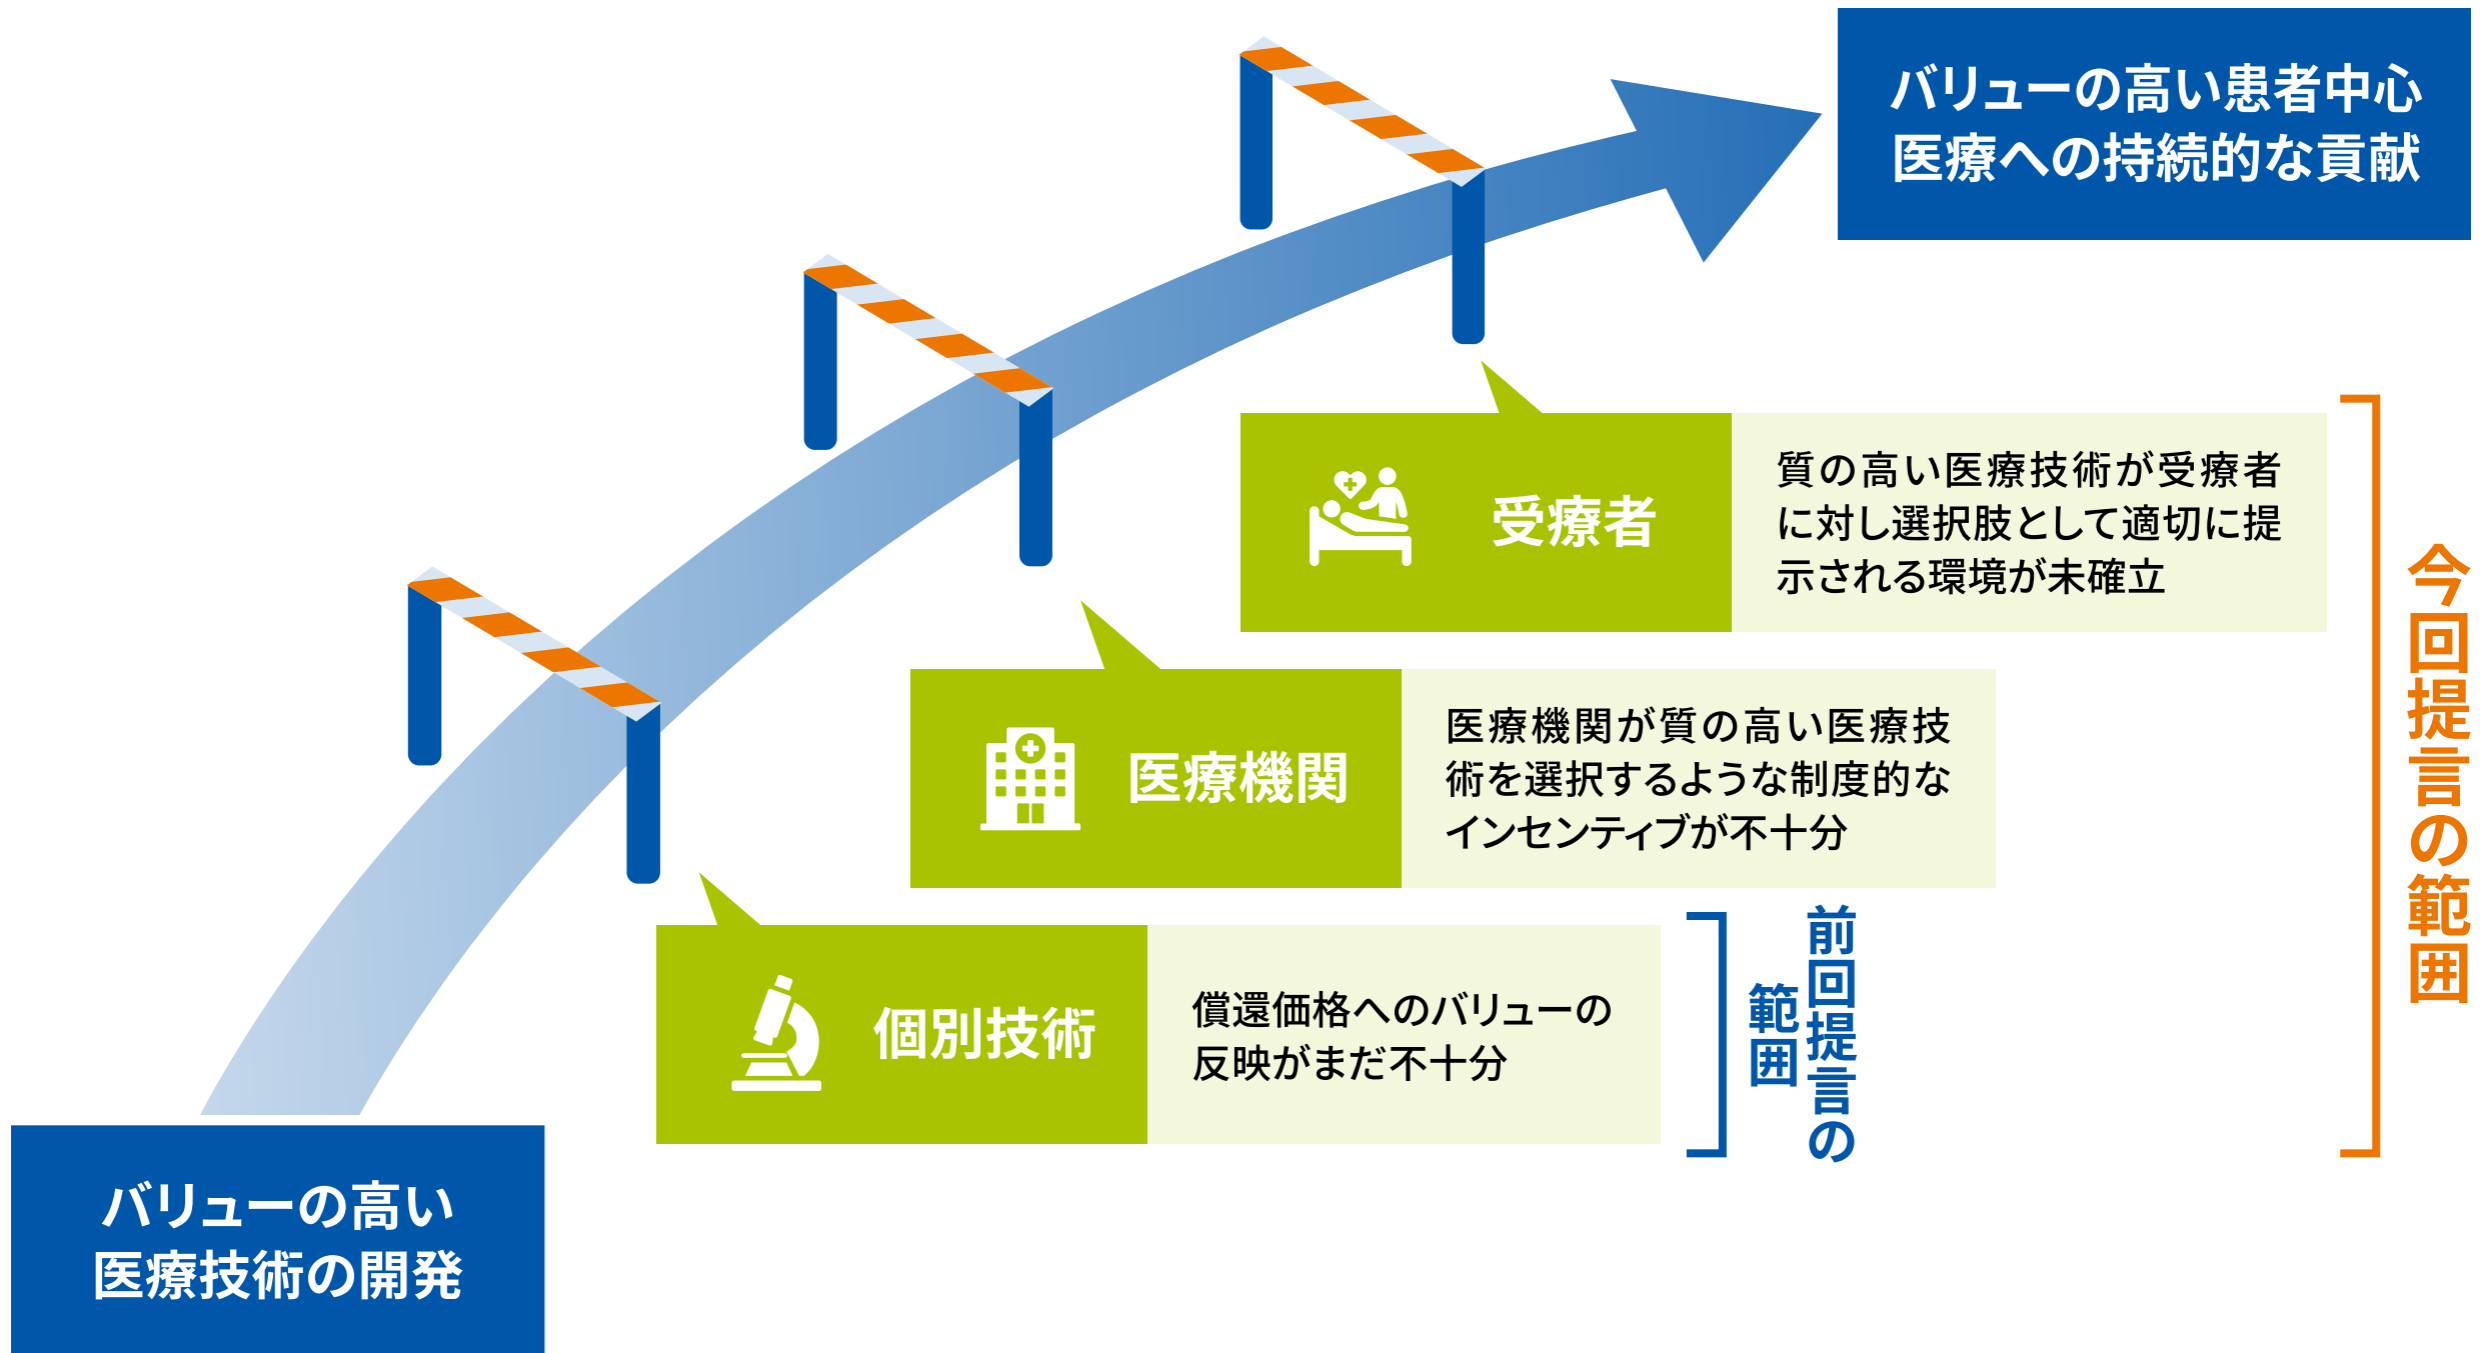 バリューの高い患者中心
医療への持続的な貢献
受療者
質の高い医療技術が受療者
に対し選択肢として適切に提
示される環境が未確立
医療機関
医療機関が質の高い医療技
術を選択するような制度的な
インセンティブが不十分
個別技術
償還価格へのバリューの
反映がまだ不十分
前回提言の
範囲
今回提言の範囲
バリューの高い
医療技術の開発